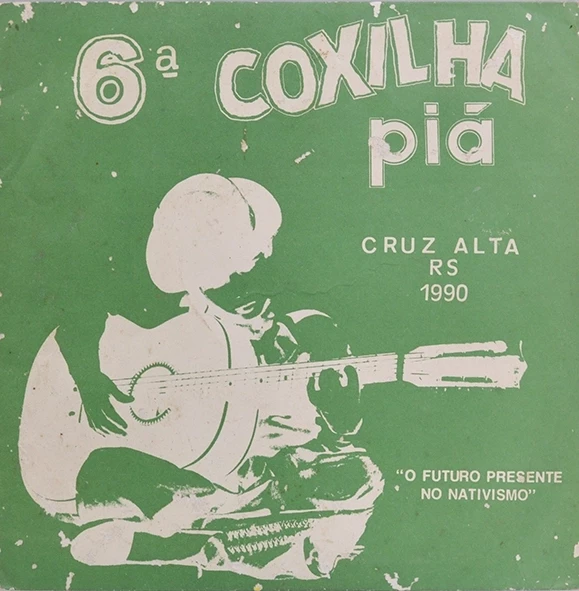 6ª COXILHA
piá
CRUZ ALTA
RS
1990
"O FUTURO PRESENTE
NO NATIVISMO"